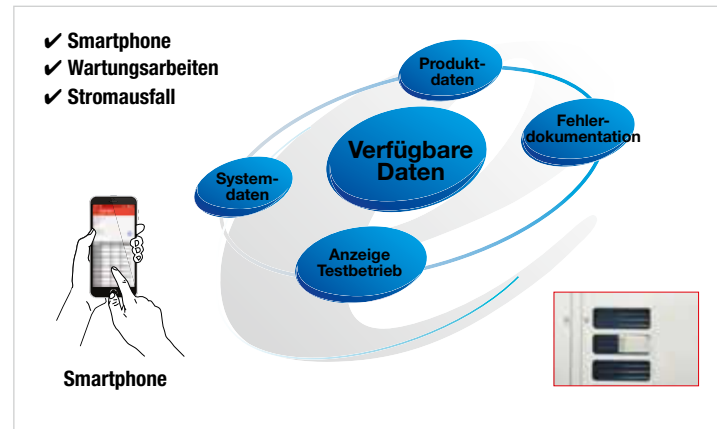 ✔ Smartphone
✔ Wartungsarbeiten
✔ Stromausfall
Produkt-
daten
Fehler-
dokumentation
Verfügbare
Daten
System-
daten
Anzeige
Testbetrieb
Smartphone